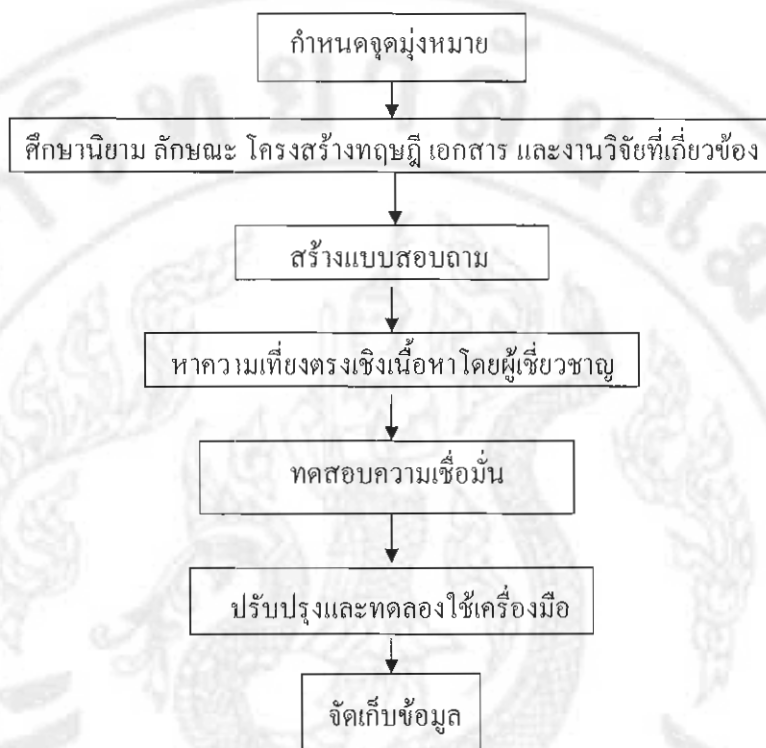 กำหนดจุดมุ่งหมาย
ศึกษานิยาม ลักษณะ โครงสร้างทฤษฎี เอกสาร และงานวิจัยที่เกี่ยวข้อง
สร้างแบบสอบถาม
หาความเที่ยงตรงเชิงเนื้อหาโดยผู้เชี่ยวชาญ
ทดสอบความเชื่อมั่น
ปรับปรุงและทดลองใช้เครื่องมือ
จัดเก็บข้อมูล